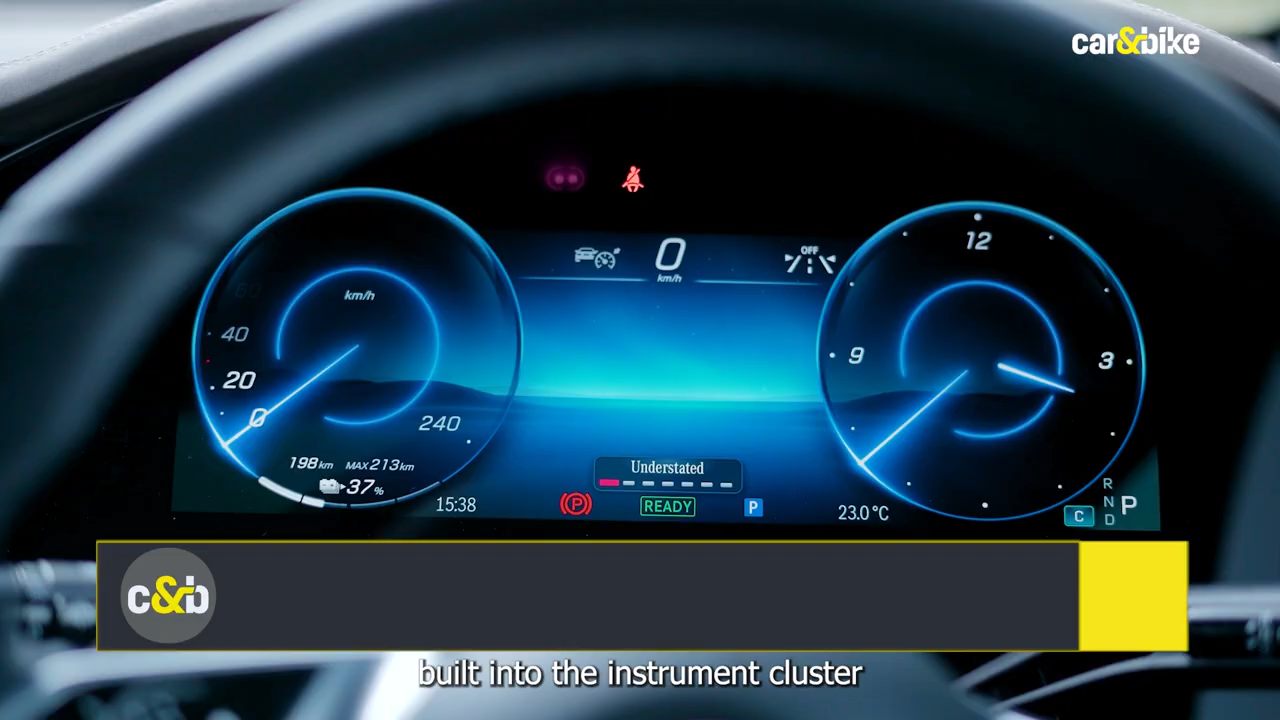 car&bike
OFF
0
km/h
60
40
20
0
km/h
240
198 km MAX 213 km
37 %
15:38
Understated
P
READY
P
23.0°C
12
9
3
R
N
D
P
C
c&b
built into the instrument cluster